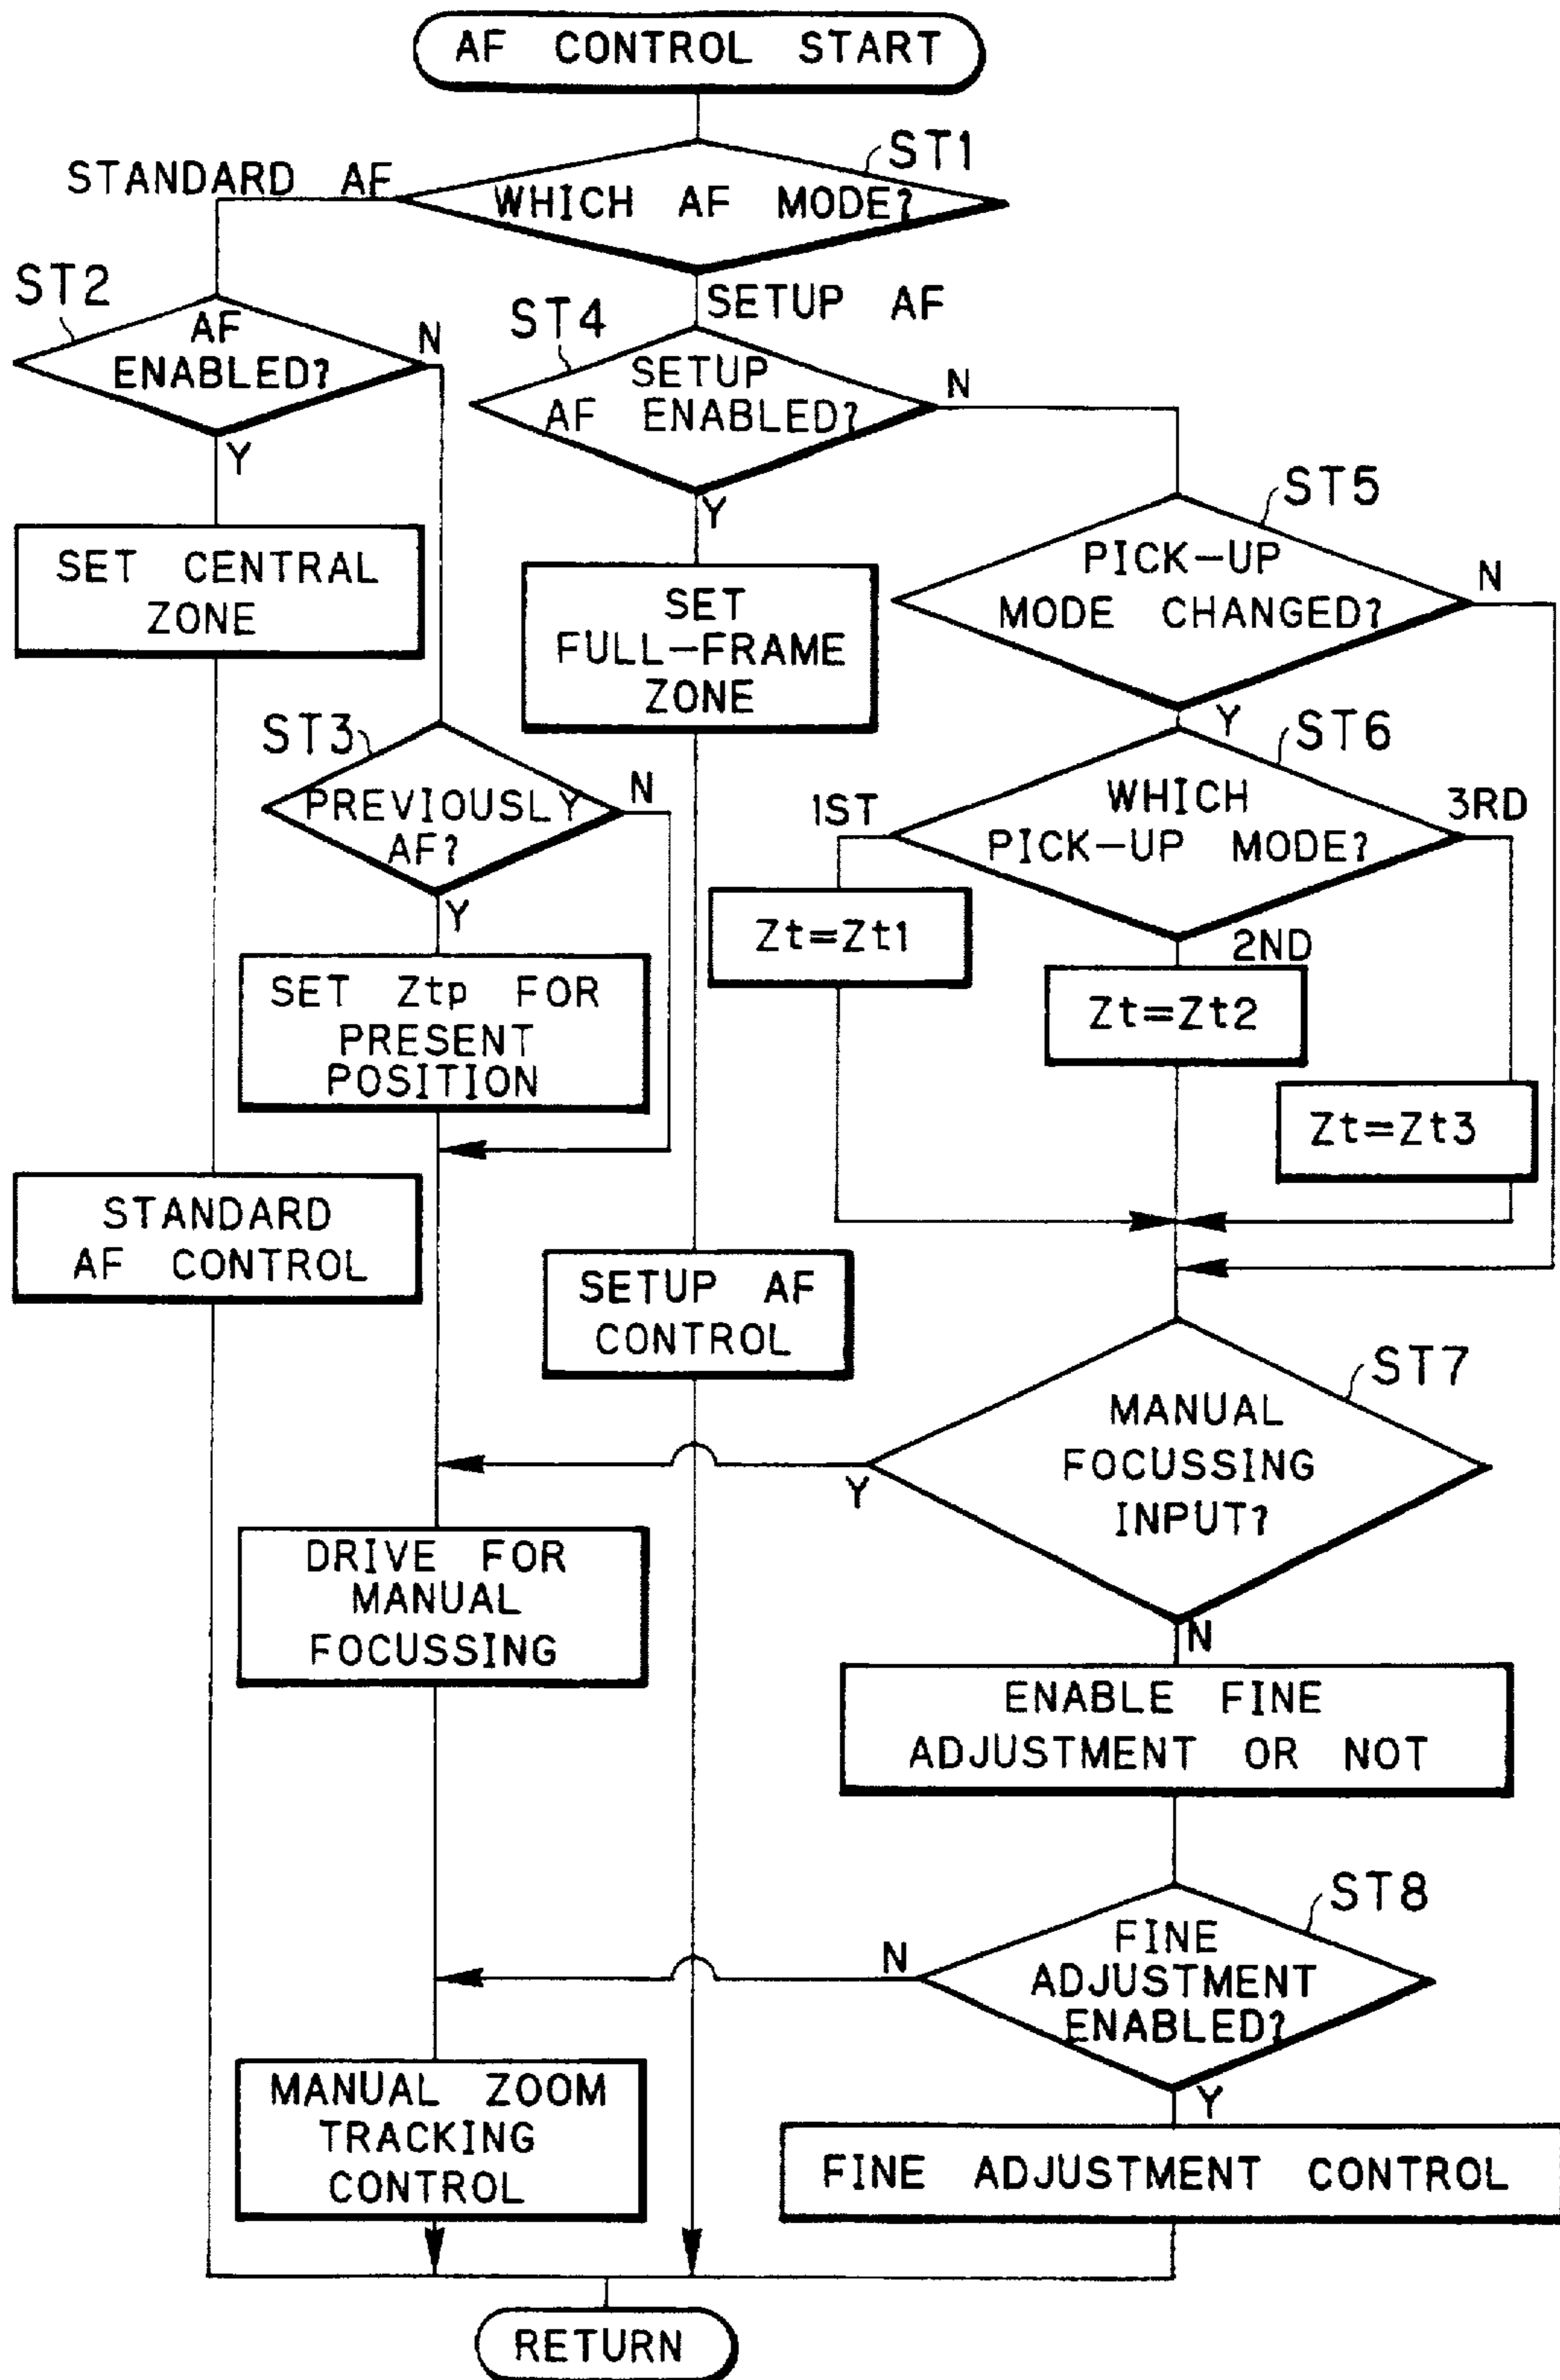 AF CONTROL START
ST1
STANDARD AF
WHICH AF MODE?
ST2
SETUP AF
ST4
AF
ENABLED?
N
SETUP
AF ENABLED?
N
Y
ST5
Y
PICK-UP
MODE CHANGED?
N
SET CENTRAL
ZONE
SET
FULL-FRAME
ZONE
Y
ST3
ST6
PREVIOUSLY
AF?
N
1ST
WHICH
PICK-UP MODE?
3RD
Y
Zt=Zt1
2ND
SET Ztp FOR
PRESENT
POSITION
Zt=Zt2
Zt=Zt3
STANDARD
AF CONTROL
SETUP AF
CONTROL
ST7
MANUAL
FOCUSSING
INPUT?
Y
DRIVE FOR
MANUAL
FOCUSSING
N
ENABLE FINE
ADJUSTMENT OR NOT
ST8
N
FINE
ADJUSTMENT
ENABLED?
MANUAL ZOOM
TRACKING
CONTROL
Y
FINE ADJUSTMENT CONTROL
RETURN